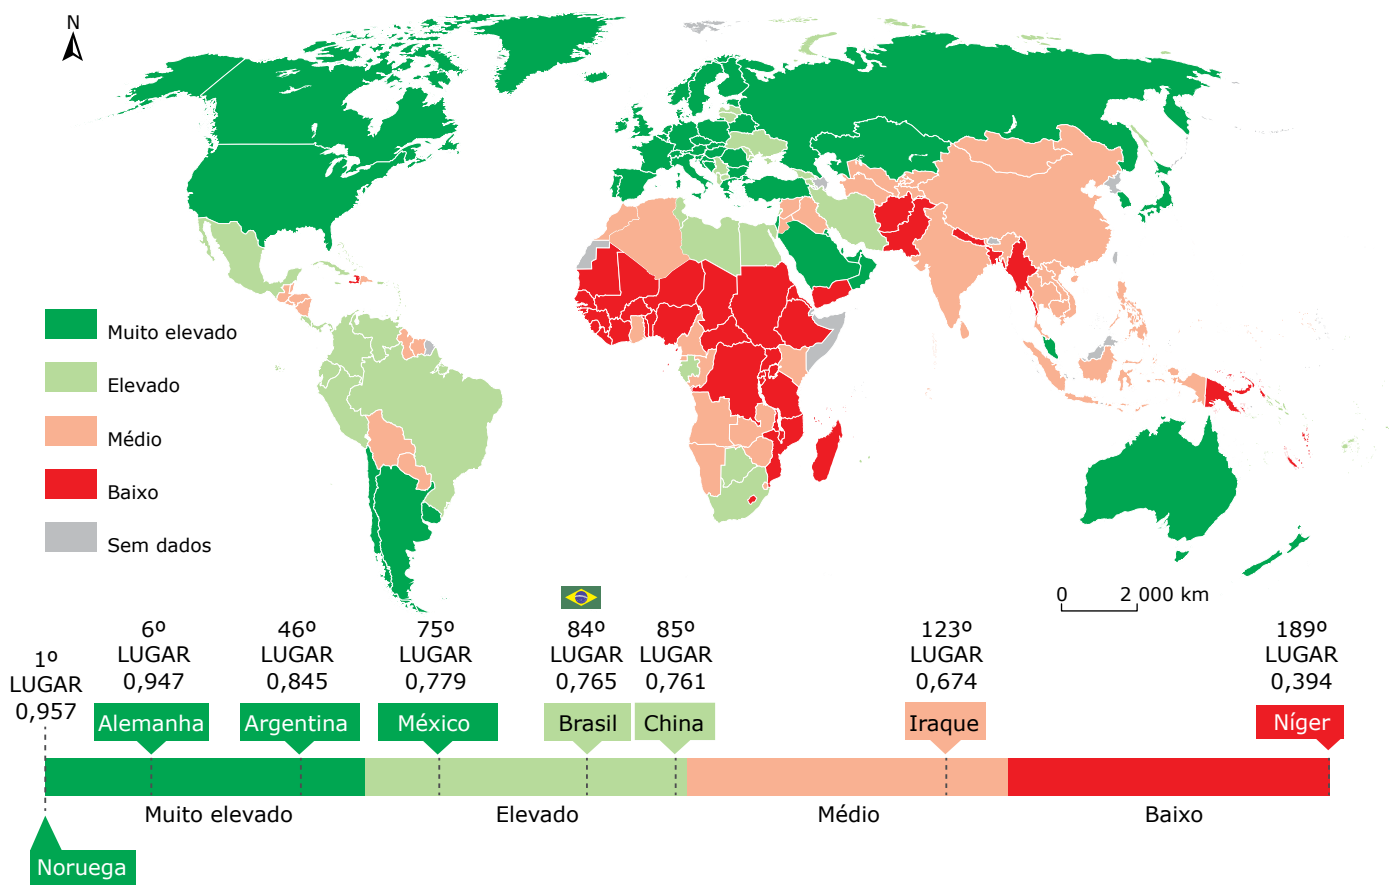 N
Muito elevado
Elevado
Médio
Baixo
Sem dados
0 2 000 km
1º
LUGAR
0,957
6º
LUGAR
0,947
46º
LUGAR
0,845
75º
LUGAR
0,779
84º
LUGAR
0,765
85º
LUGAR
0,761
123º
LUGAR
0,674
189º
LUGAR
0,394
Alemanha
Argentina
México
Brasil
China
Iraque
Níger
Muito elevado
Elevado
Médio
Baixo
Noruega